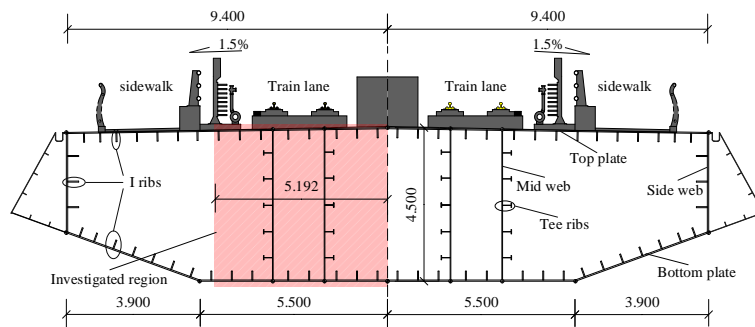 9.400 9.400
1.5% 1.5%
sidewalk Train lane Train lane sidewalk
Top plate
I ribs Mid web Side web
5.192 4.500
Tee ribs
Investigated region Bottom plate
3.900 5.500 5.500 3.900